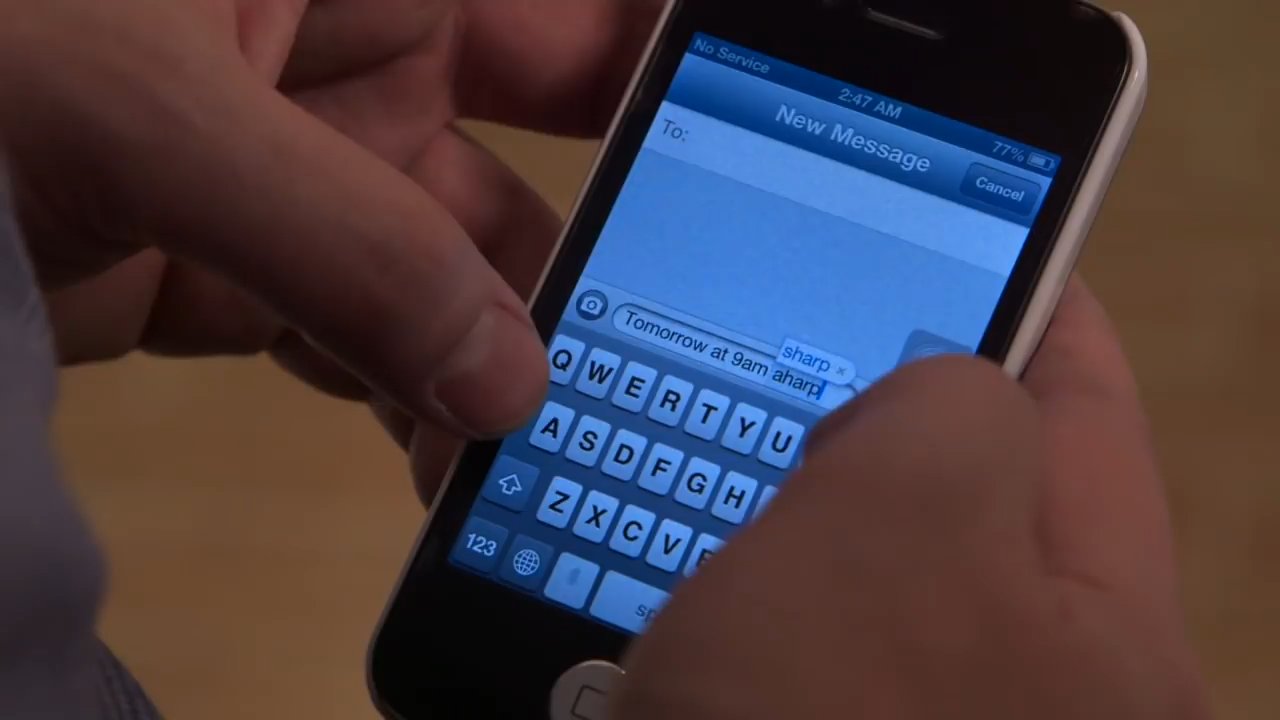 No Service 2:47 AM 77%
New Message
Cancel
To:
sharp ×
Tomorrow at 9am aharp
Q W E R T Y U
A S D F G H
Z X C V
123